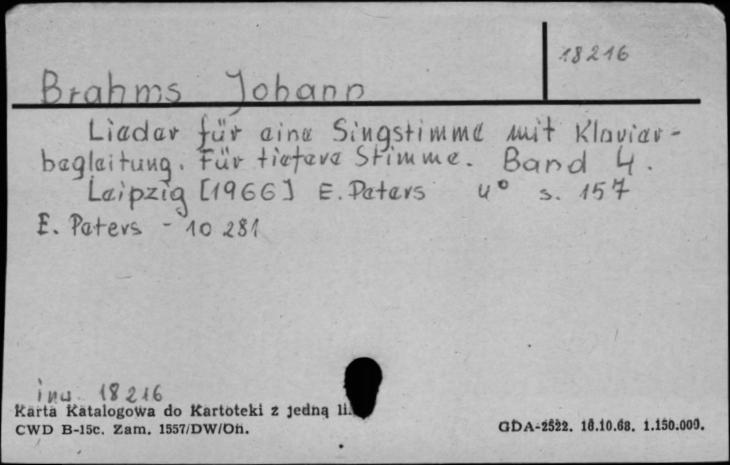 18216
Brahms Johann
Lieder für eine Singstimme mit Klavier-
begleitung. Für tiefere Stimme. Band 4.
Leipzig [1966] E. Peters 4° s. 157
E. Peters - 10 281
inw. 18216
Karta Katalogowa do Kartoteki z jedną
CWD B-15c. Zam. 1557/DW/Oń.
GDA-2522. 16.10.68. 1.150.000.